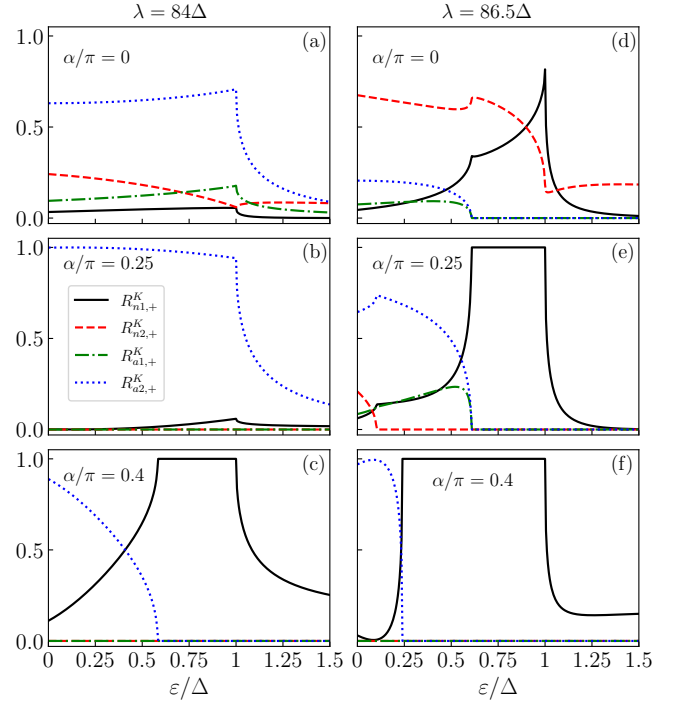 λ = 84Δ
λ = 86.5Δ
1.0
0.5
0.0
α/π = 0
(a)
α/π = 0
(d)
1.0
0.5
0.0
α/π = 0.25
(b)
R^K_{n1,+}
R^K_{n2,+}
R^K_{a1,+}
R^K_{a2,+}
α/π = 0.25
(e)
1.0
0.5
0.0
α/π = 0.4
(c)
α/π = 0.4
(f)
0 0.25 0.5 0.75 1 1.25 1.5
0 0.25 0.5 0.75 1 1.25 1.5
ε/Δ
ε/Δ